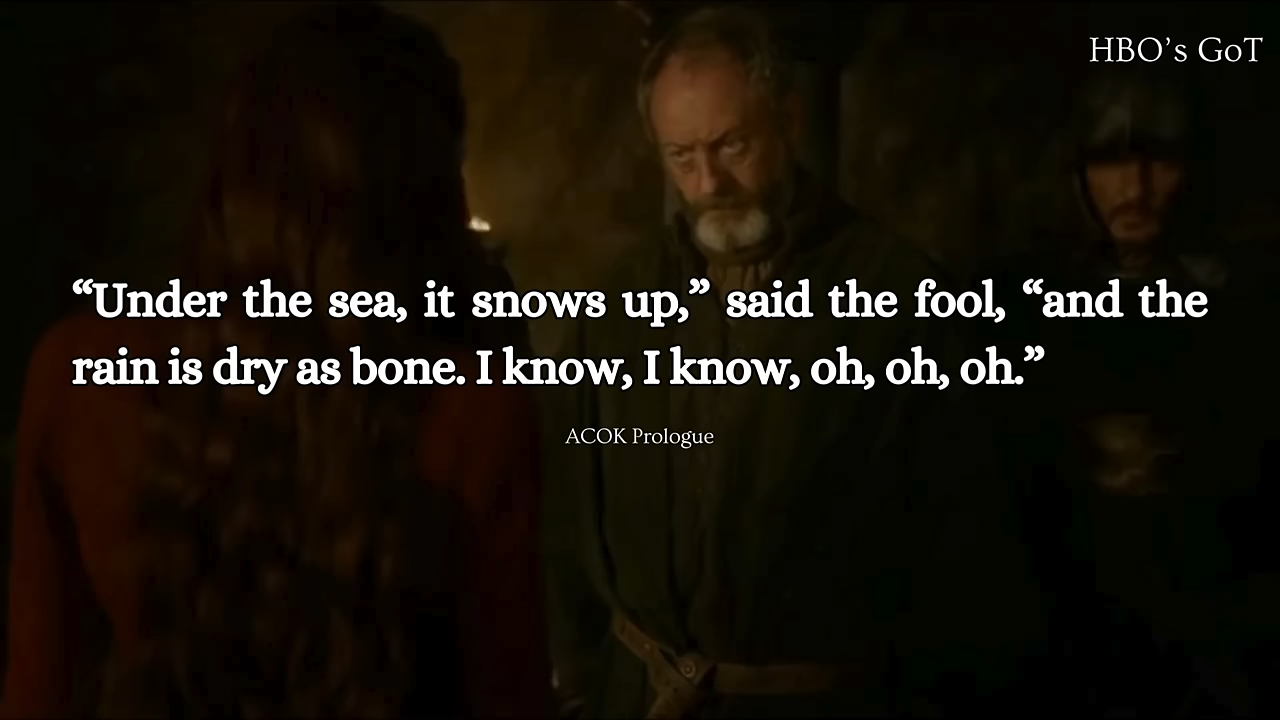 HBO’s GoT
“Under the sea, it snows up,” said the fool, “and the
rain is dry as bone. I know, I know, oh, oh, oh.”
ACOK Prologue